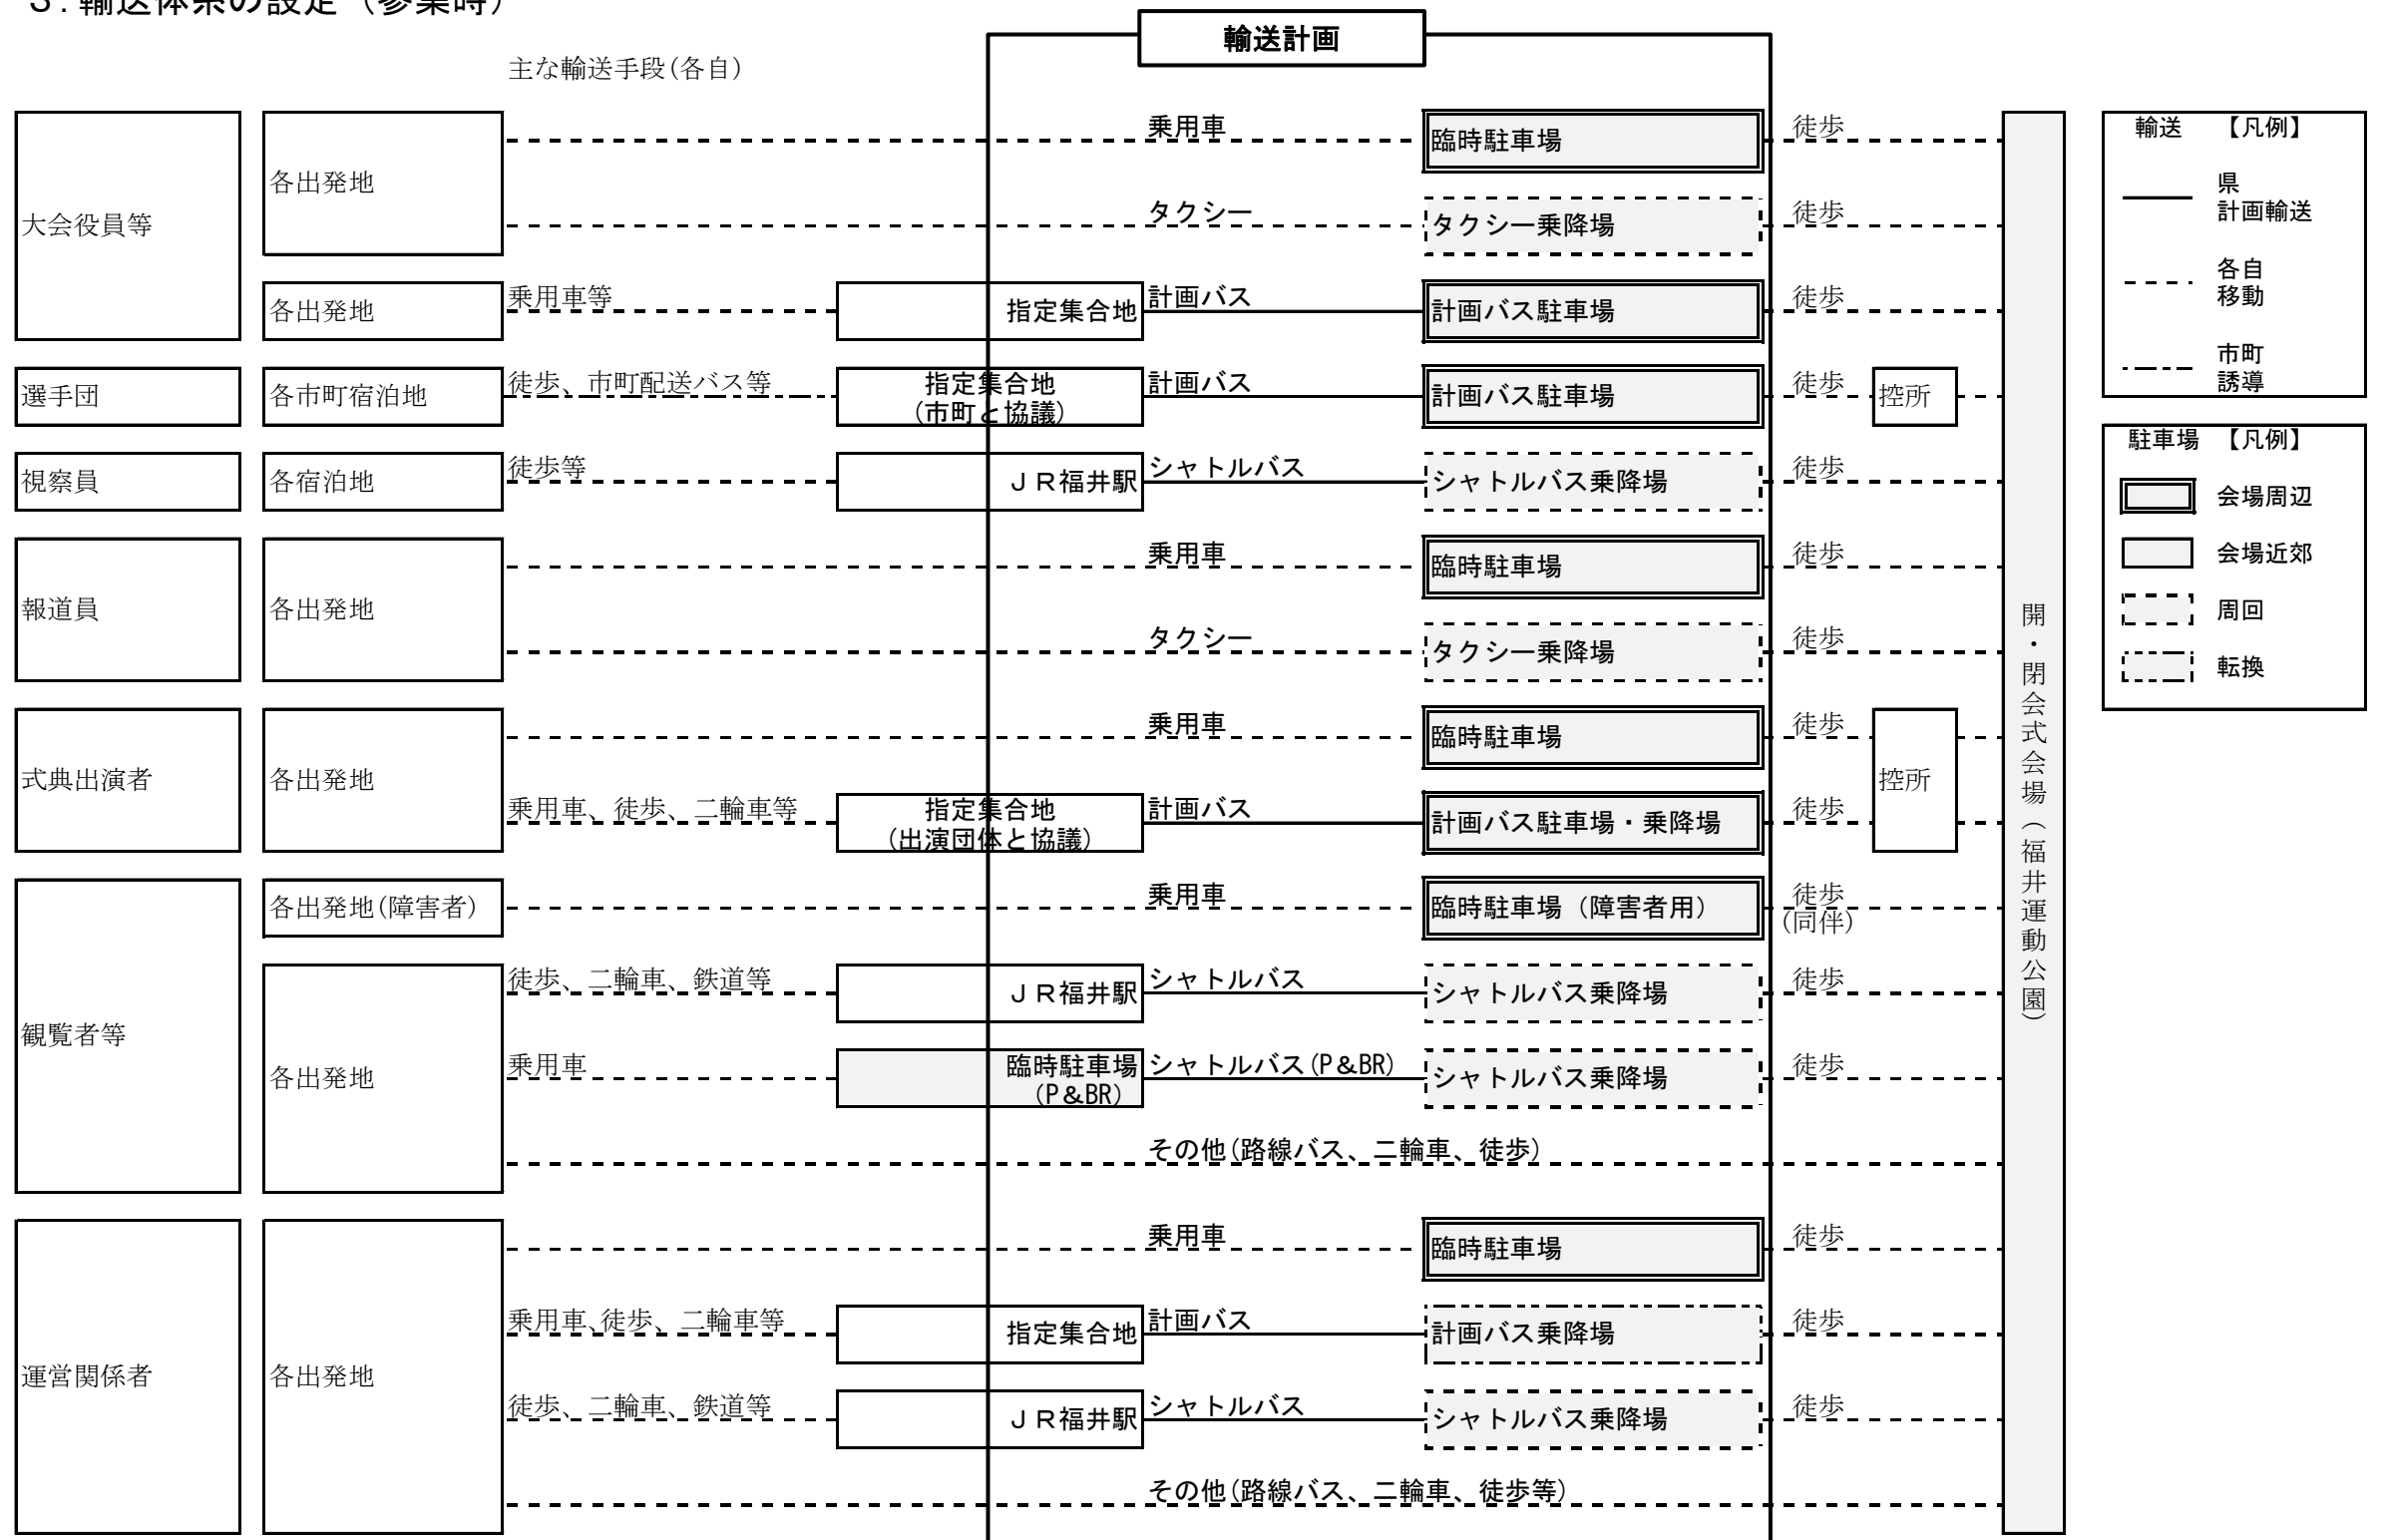 輸送体系の設定（参集時）
輸送計画
主な輸送手段(各自)
大会役員等
各出発地
乗用車
臨時駐車場
徒歩
タクシー
タクシー乗降場
徒歩
各出発地
乗用車等
指定集合地
計画バス
計画バス駐車場
徒歩
選手団
各市町宿泊地
徒歩、市町配送バス等
指定集合地
(市町と協議)
計画バス
計画バス駐車場
徒歩
控所
視察員
各宿泊地
徒歩等
ＪＲ福井駅
シャトルバス
シャトルバス乗降場
徒歩
報道員
各出発地
乗用車
臨時駐車場
徒歩
タクシー
タクシー乗降場
徒歩
式典出演者
各出発地
乗用車
臨時駐車場
徒歩
控所
乗用車、徒歩、二輪車等
指定集合地
(出演団体と協議)
計画バス
計画バス駐車場・乗降場
徒歩
観覧者等
各出発地(障害者)
乗用車
臨時駐車場（障害者用）
徒歩
(同伴)
各出発地
徒歩、二輪車、鉄道等
ＪＲ福井駅
シャトルバス
シャトルバス乗降場
徒歩
乗用車
臨時駐車場
(P＆BR)
シャトルバス(P＆BR)
シャトルバス乗降場
徒歩
その他(路線バス、二輪車、徒歩)
運営関係者
各出発地
乗用車
臨時駐車場
徒歩
乗用車、徒歩、二輪車等
指定集合地
計画バス
計画バス乗降場
徒歩
徒歩、二輪車、鉄道等
ＪＲ福井駅
シャトルバス
シャトルバス乗降場
徒歩
その他(路線バス、二輪車、徒歩等)
開・閉会式会場（福井運動公園）
輸送　【凡例】
県
計画輸送
各自
移動
市町
誘導
駐車場　【凡例】
会場周辺
会場近郊
周回
転換